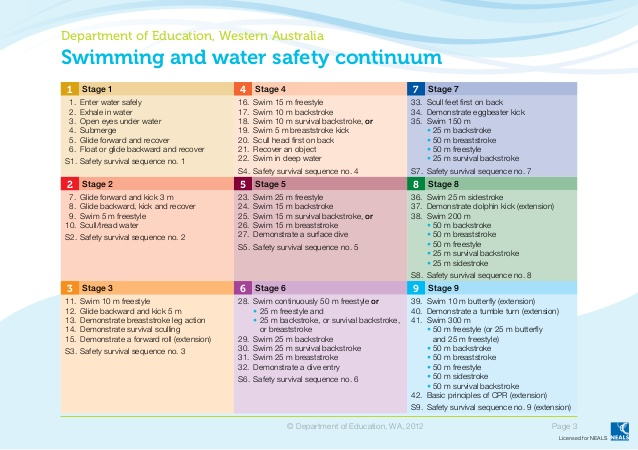 Department of Education, Western Australia
Swimming and water safety continuum
1 Stage 1
1. Enter water safely
2. Exhale in water
3. Open eyes under water
4. Submerge
5. Glide forward and recover
6. Float or glide backward and recover
S1. Safety survival sequence no. 1
2 Stage 2
7. Glide forward and kick 3 m
8. Glide backward, kick and recover
9. Swim 5 m freestyle
10. Scull/tread water
S2. Safety survival sequence no. 2
3 Stage 3
11. Swim 10 m freestyle
12. Glide backward and kick 5 m
13. Demonstrate breaststroke leg action
14. Demonstrate survival sculling
15. Demonstrate a forward roll (extension)
S3. Safety survival sequence no. 3
4 Stage 4
16. Swim 15 m freestyle
17. Swim 10 m backstroke
18. Swim 10 m survival backstroke, or
19. Swim 5 m breaststroke kick
20. Scull head first on back
21. Recover an object
22. Swim in deep water
S4. Safety survival sequence no. 4
5 Stage 5
23. Swim 25 m freestyle
24. Swim 15 m backstroke
25. Swim 15 m survival backstroke, or
26. Swim 15 m breaststroke
27. Demonstrate a surface dive
S5. Safety survival sequence no. 5
6 Stage 6
28. Swim continuously 50 m freestyle or
• 25 m freestyle and
• 25 m backstroke, or survival backstroke,
or breaststroke
29. Swim 25 m backstroke
30. Swim 25 m survival backstroke
31. Swim 25 m breaststroke
32. Demonstrate a dive entry
S6. Safety survival sequence no. 6
7 Stage 7
33. Scull feet first on back
34. Demonstrate eggbeater kick
35. Swim 150 m
• 25 m backstroke
• 50 m breaststroke
• 50 m freestyle
• 25 m survival backstroke
S7. Safety survival sequence no. 7
8 Stage 8
36. Swim 25 m sidestroke
37. Demonstrate dolphin kick (extension)
38. Swim 200 m
• 50 m backstroke
• 50 m breaststroke
• 50 m freestyle
• 25 m survival backstroke
• 25 m sidestroke
S8. Safety survival sequence no. 8
9 Stage 9
39. Swim 10 m butterfly (extension)
40. Demonstrate a tumble turn (extension)
41. Swim 300 m
• 50 m freestyle (or 25 m butterfly
and 25 m freestyle)
• 50 m backstroke
• 50 m breaststroke
• 50 m freestyle
• 50 m sidestroke
• 50 m survival backstroke
42. Basic principles of CPR (extension)
S9. Safety survival sequence no. 9 (extension)
© Department of Education, WA, 2012
Page 3
Licensed for NEALS
NEALS